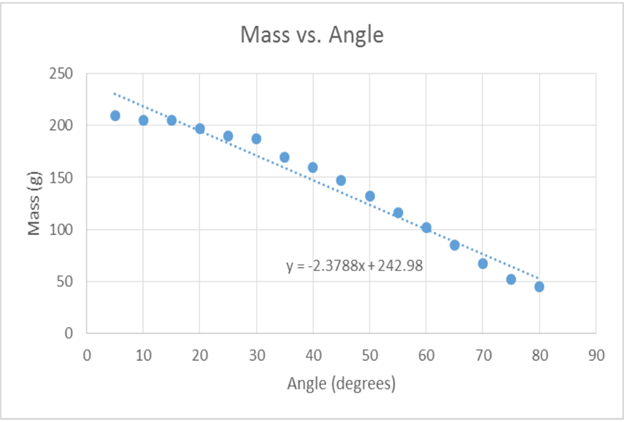 Mass vs. Angle
250
200
150
100
50
0
Mass (g)
y = -2.3788x + 242.98
0 10 20 30 40 50 60 70 80 90
Angle (degrees)